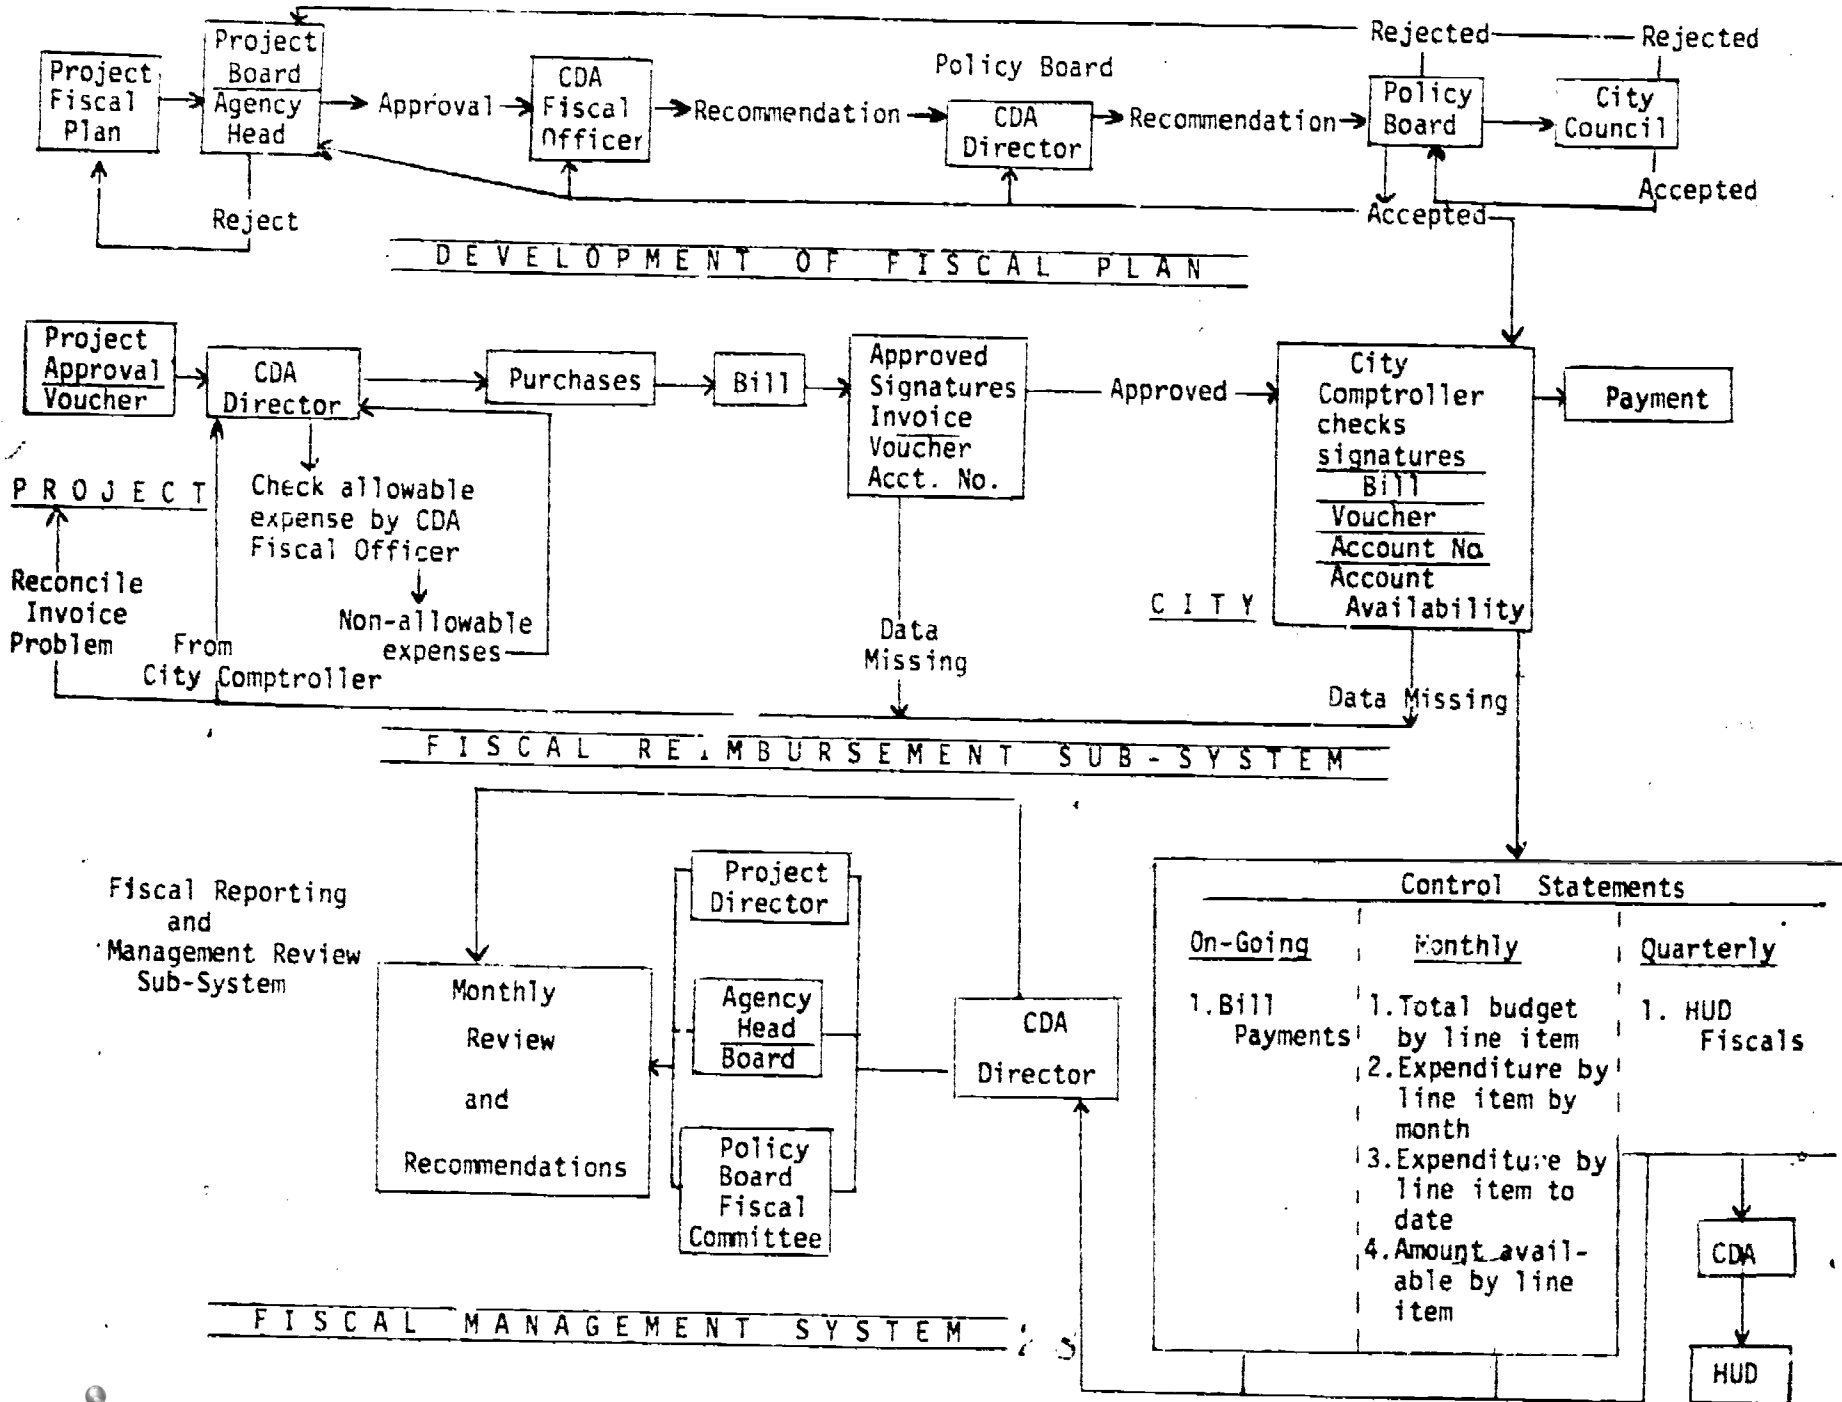 Rejected
Rejected
Project
Board
Agency
Head
Project
Fiscal
Plan
Approval
CDA
Fiscal
Officer
Recommendation
Policy Board
CDA
Director
Recommendation
Policy
Board
City
Council
Reject
Accepted
Accepted
DEVELOPMENT OF FISCAL PLAN
Project
Approval
Voucher
CDA
Director
Purchases
Bill
Approved
Signatures
Invoice
Voucher
Acct. No.
Approved
City
Comptroller
checks
signatures
Bill
Voucher
Account No
Account
Availability
Payment
PROJECT
Check allowable
expense by CDA
Fiscal Officer
Non-allowable
expenses
Reconcile
Invoice
Problem
From
City Comptroller
Data
Missing
CITY
Data Missing
FISCAL REIMBURSEMENT SUB-SYSTEM
Fiscal Reporting
and
Management Review
Sub-System
Monthly
Review
and
Recommendations
Project
Director
Agency
Head
Board
Policy
Board
Fiscal
Committee
CDA
Director
Control Statements
On-Going
1.Bill
Payments
Monthly
1.Total budget
by line item
2.Expenditure by
line item by
month
3.Expenditure by
line item to
date
4.Amount avail-
able by line
item
Quarterly
1. HUD
Fiscals
CDA
HUD
FISCAL MANAGEMENT SYSTEM